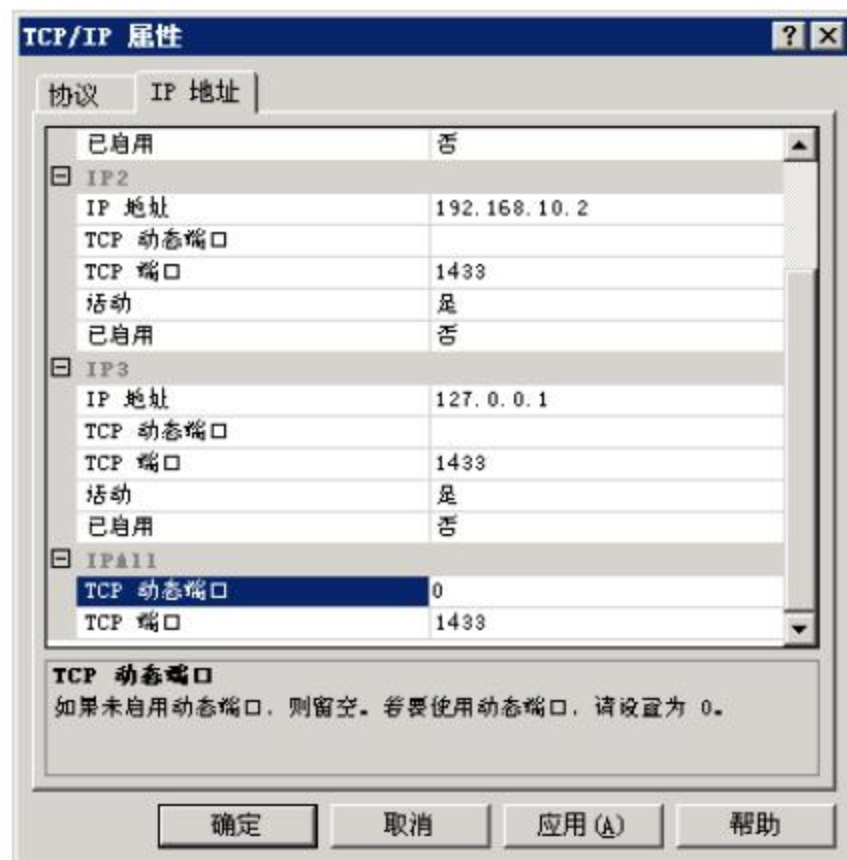 TCP/IP 属性
协议 IP 地址
已启用 否
IP2
IP 地址 192.168.10.2
TCP 动态端口
TCP 端口 1433
活动 是
已启用 否
IP3
IP 地址 127.0.0.1
TCP 动态端口
TCP 端口 1433
活动 是
已启用 否
IPAll
TCP 动态端口 0
TCP 端口 1433
TCP 动态端口
如果未启用动态端口，则留空。若要使用动态端口，请设置为 0。
确定 取消 应用(A) 帮助